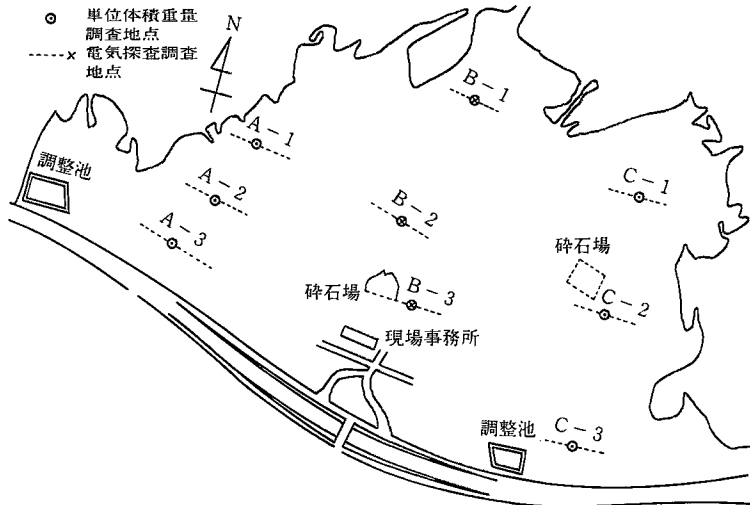 単位体積重量
調査地点
電気探査調査
地点
N
B-1
A-1
調整池
A-2
C-1
B-2
A-3
砕石場
砕石場
B-3
C-2
現場事務所
調整池
C-3